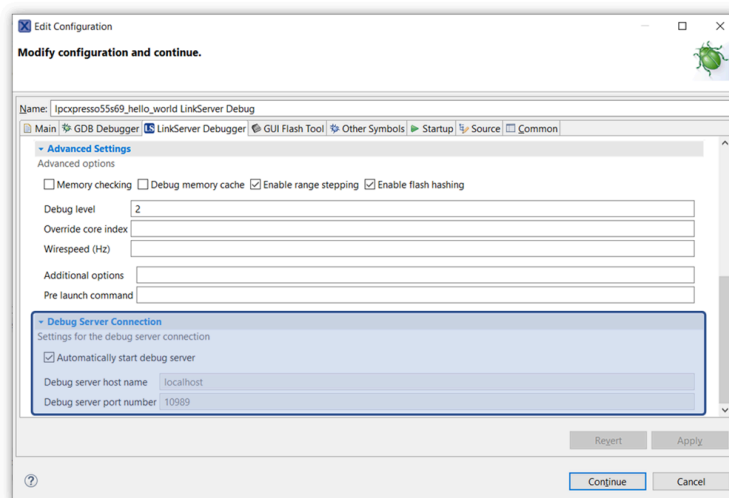 Edit Configuration
Modify configuration and continue.
Name: lpcxpresso55s69_hello_world LinkServer Debug
Main GDB Debugger LS LinkServer Debugger GUI Flash Tool Other Symbols Startup Source Common
Advanced Settings
Advanced options
Memory checking Debug memory cache Enable range stepping Enable flash hashing
Debug level 2
Override core index
Wirespeed (Hz)
Additional options
Pre launch command
Debug Server Connection
Settings for the debug server connection
Automatically start debug server
Debug server host name localhost
Debug server port number 10989
Revert Apply
? Continue Cancel